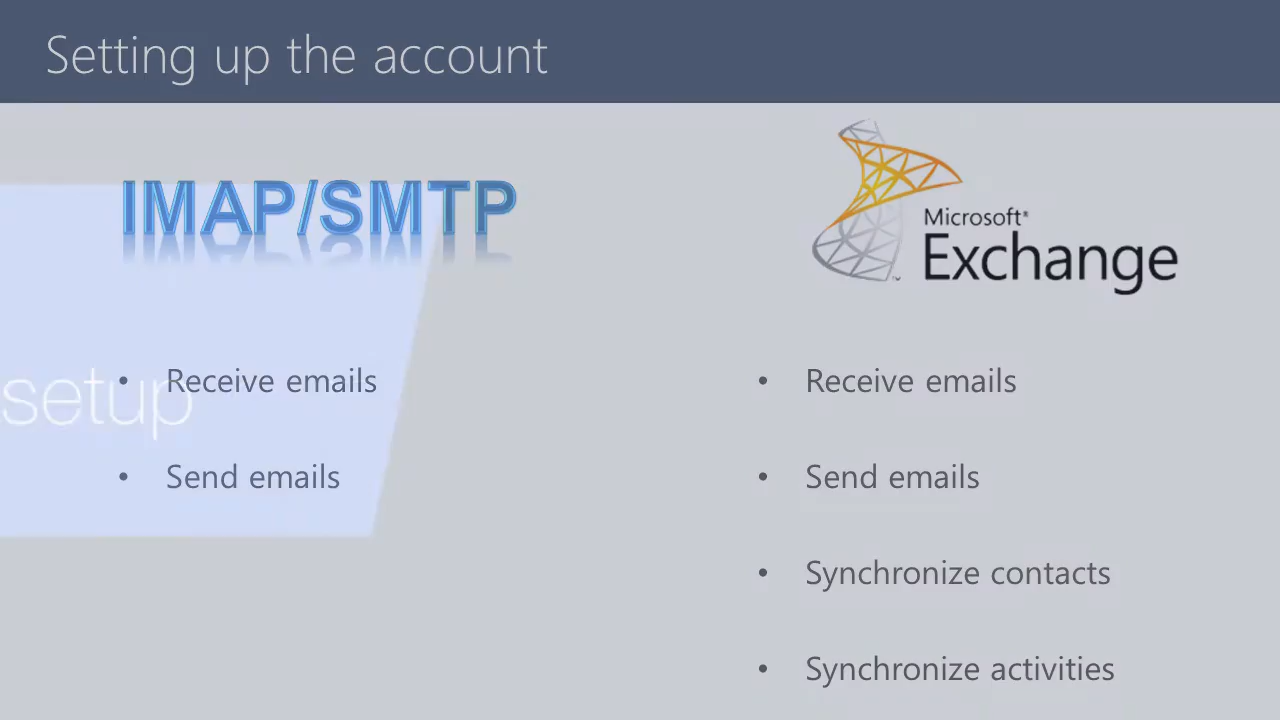 Setting up the account
IMAP/SMTP
Microsoft®
Exchange
™
setup
• Receive emails
• Send emails
• Receive emails
• Send emails
• Synchronize contacts
• Synchronize activities